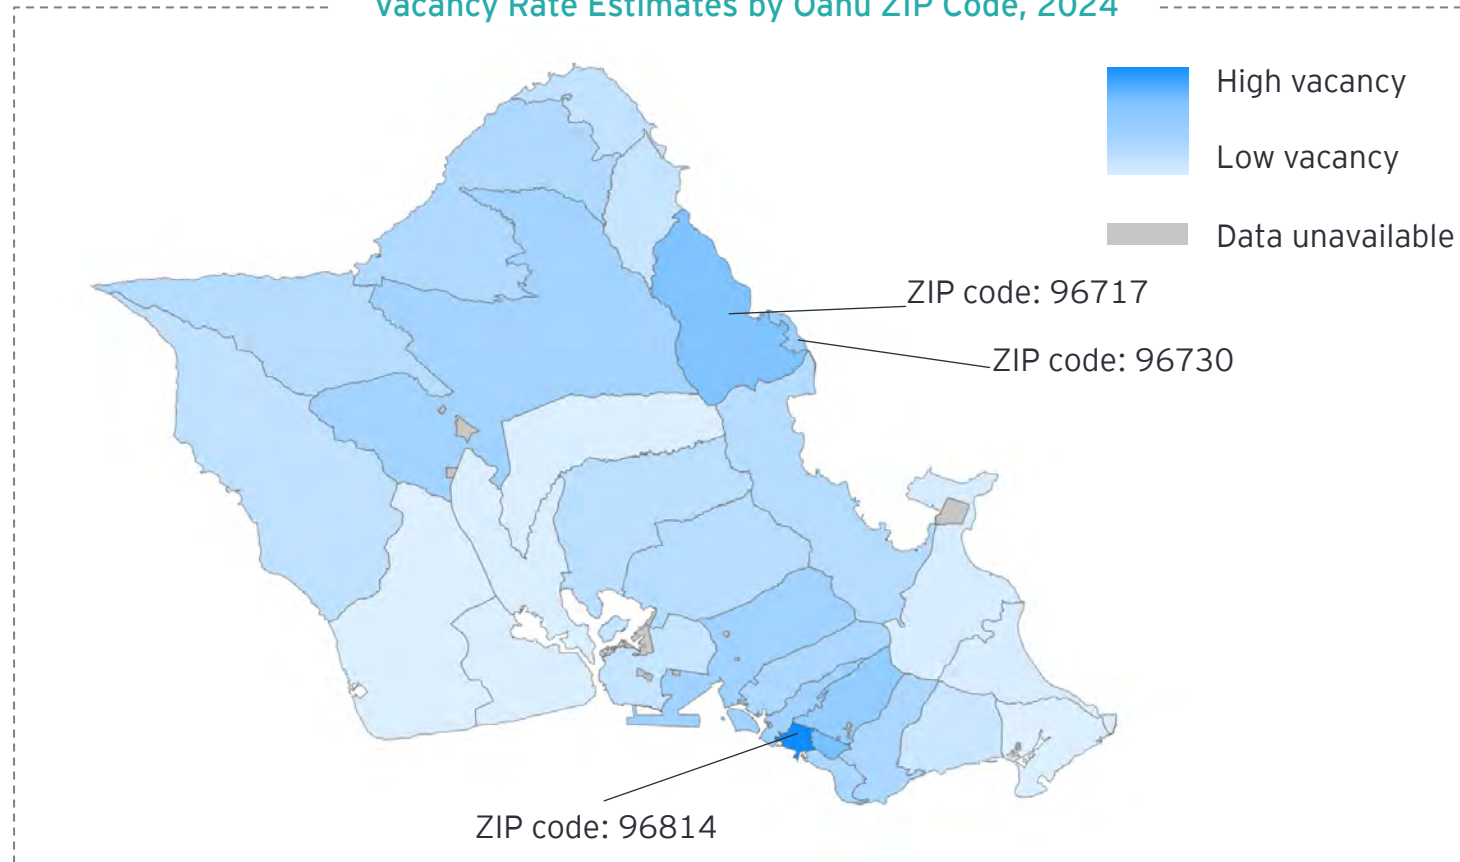 Vacancy Rate Estimates by Oahu ZIP Code, 2024
High vacancy
Low vacancy
Data unavailable
ZIP code: 96717
ZIP code: 96730
ZIP code: 96814